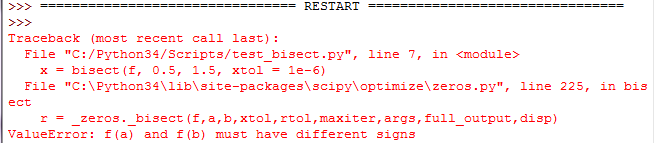 >>> ================================ RESTART ================================
>>>
Traceback (most recent call last):
  File "C:/Python34/Scripts/test_bisect.py", line 7, in <module>
    x = bisect(f, 0.5, 1.5, xtol = 1e-6)
  File "C:\Python34\lib\site-packages\scipy\optimize\zeros.py", line 225, in bis
ect
    r = _zeros._bisect(f,a,b,xtol,rtol,maxiter,args,full_output,disp)
ValueError: f(a) and f(b) must have different signs